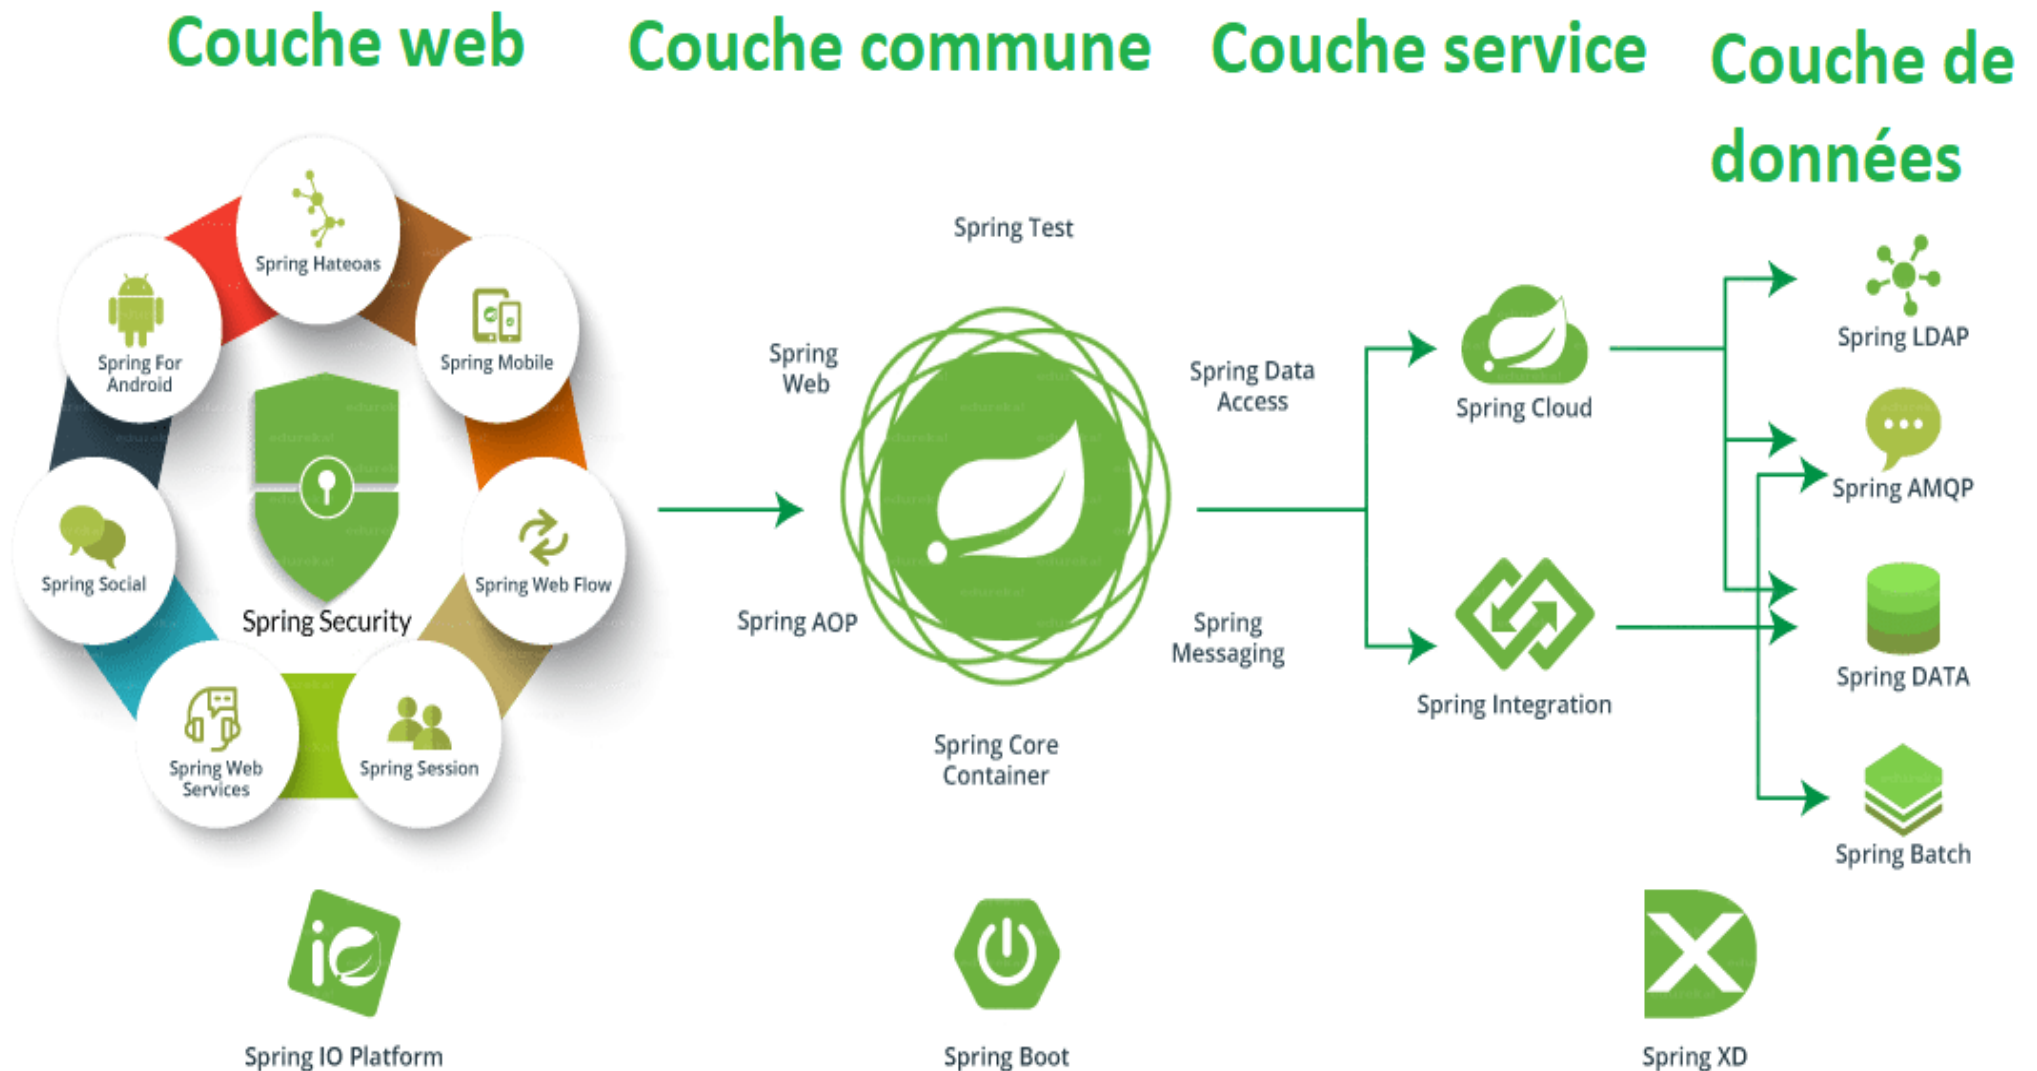 Couche web
Couche commune
Couche service
Couche de
données
Spring Hateoas
Spring For
Android
Spring Mobile
Spring Social
Spring Security
Spring Web Flow
Spring Web
Services
Spring Session
Spring Test
Spring
Web
Spring Data
Access
Spring AOP
Spring
Messaging
Spring Core
Container
Spring Cloud
Spring Integration
Spring LDAP
Spring AMQP
Spring DATA
Spring Batch
io
Spring IO Platform
Spring Boot
X
Spring XD